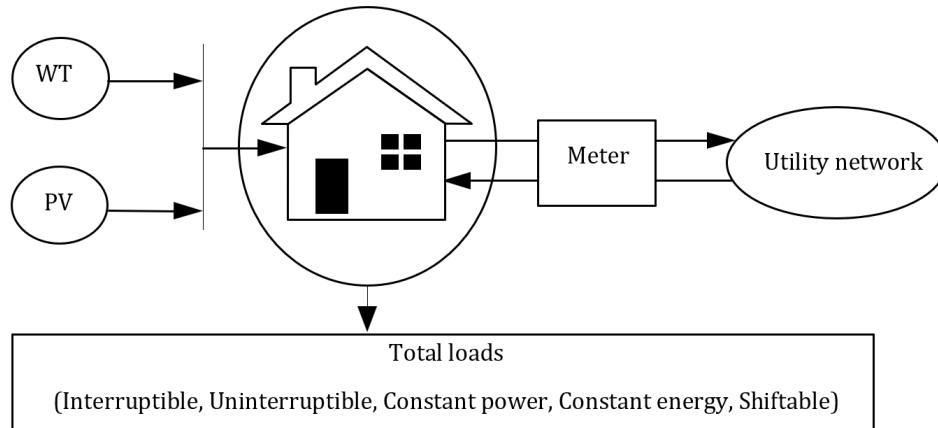 WT
PV
Meter
Utility network
Total loads
(Interruptible, Uninterruptible, Constant power, Constant energy, Shiftable)